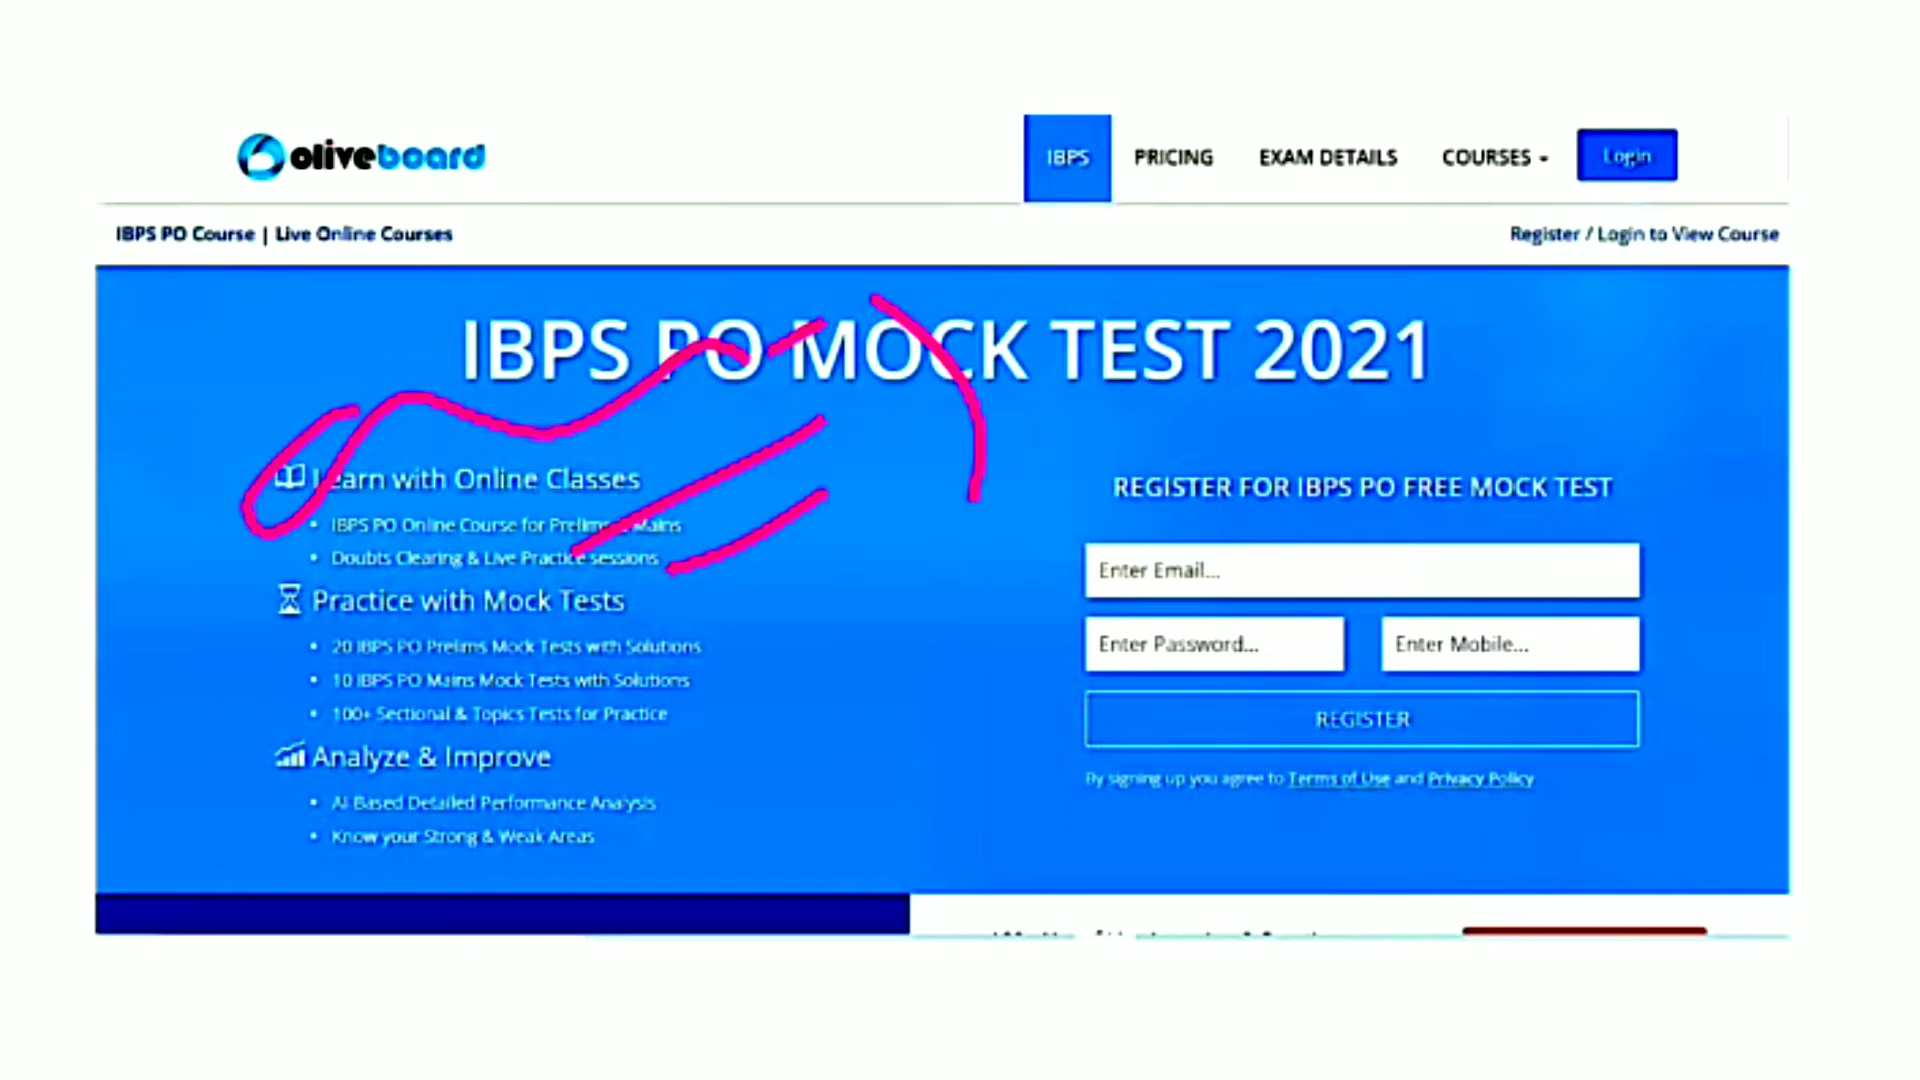 oliveboard
IBPS PRICING EXAM DETAILS COURSES Login
IBPS PO Course | Live Online Courses
Register / Login to View Course
IBPS PO MOCK TEST 2021
Learn with Online Classes
• IBPS PO Online Course for Prelims & Mains
• Doubts Clearing & Live Practice sessions
Practice with Mock Tests
• 20 IBPS PO Prelims Mock Tests with Solutions
• 10 IBPS PO Mains Mock Tests with Solutions
• 100+ Sectional & Topics Tests for Practice
Analyze & Improve
• AI Based Detailed Performance Analysis
• Know your Strong & Weak Areas
REGISTER FOR IBPS PO FREE MOCK TEST
Enter Email...
Enter Password... Enter Mobile...
REGISTER
By signing up you agree to Terms of Use and Privacy Policy